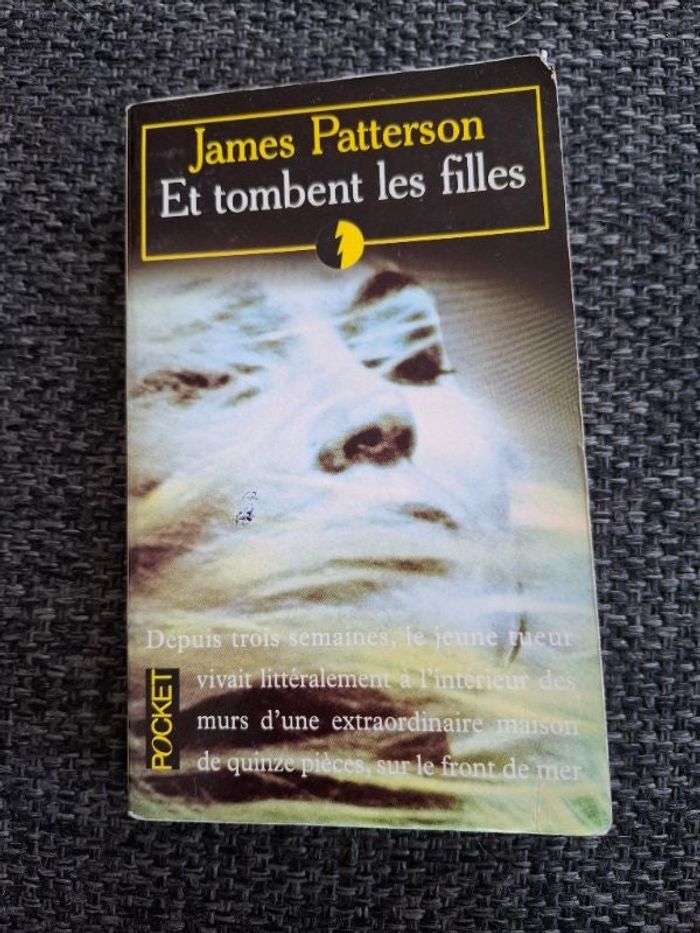 James Patterson
Et tombent les filles
Depuis trois semaines, le jeune tueur
vivait littéralement à l'intérieur des
murs d'une extraordinaire maison
de quinze pièces, sur le front de mer
POCKET